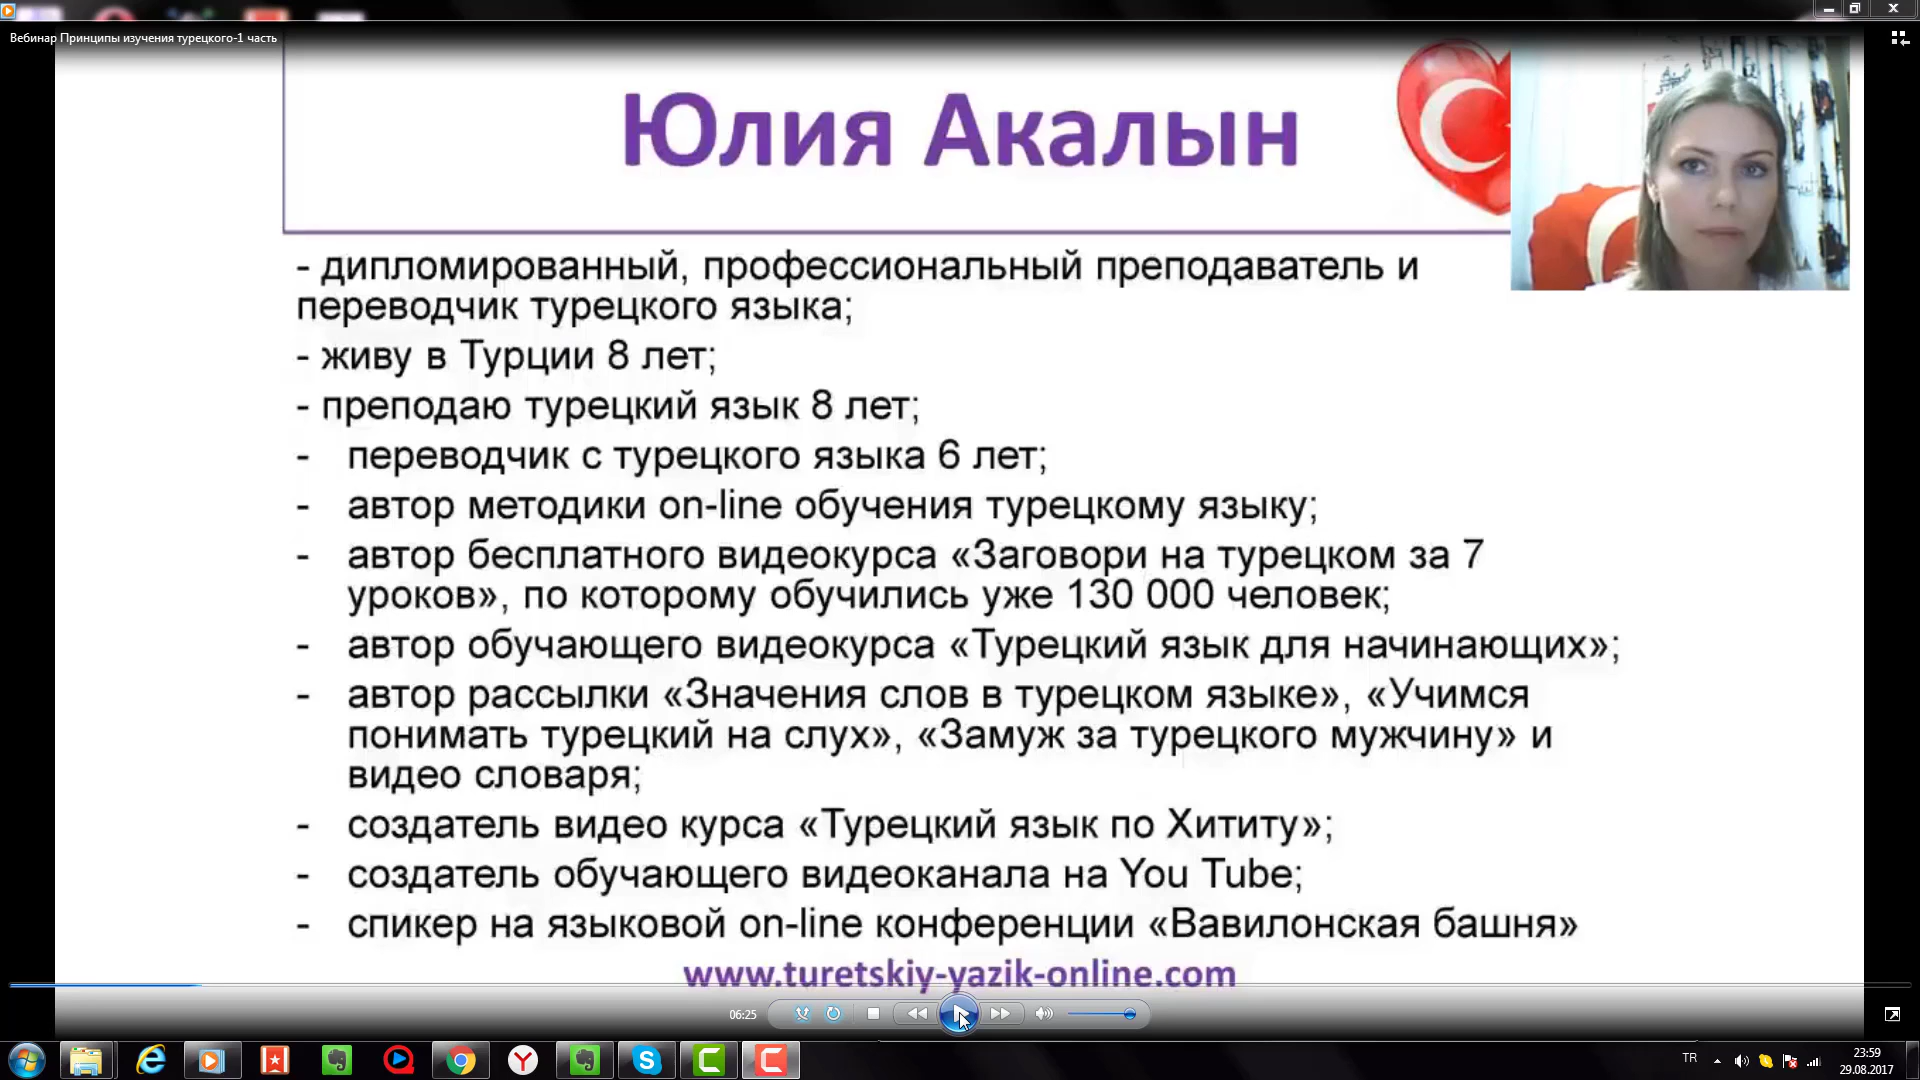 Вебинар Принципы изучения турецкого-1 часть
Юлия Акалын
- дипломированный, профессиональный преподаватель и
переводчик турецкого языка;
- живу в Турции 8 лет;
- преподаю турецкий язык 8 лет;
- переводчик с турецкого языка 6 лет;
- автор методики on-line обучения турецкому языку;
- автор бесплатного видеокурса «Заговори на турецком за 7
уроков», по которому обучились уже 130 000 человек;
- автор обучающего видеокурса «Турецкий язык для начинающих»;
- автор рассылки «Значения слов в турецком языке», «Учимся
понимать турецкий на слух», «Замуж за турецкого мужчину» и
видео словаря;
- создатель видео курса «Турецкий язык по Хититу»;
- создатель обучающего видеоканала на You Tube;
- спикер на языковой on-line конференции «Вавилонская башня»
www.turetskiy-yazik-online.com
06:25
TR
23:59
29.08.2017